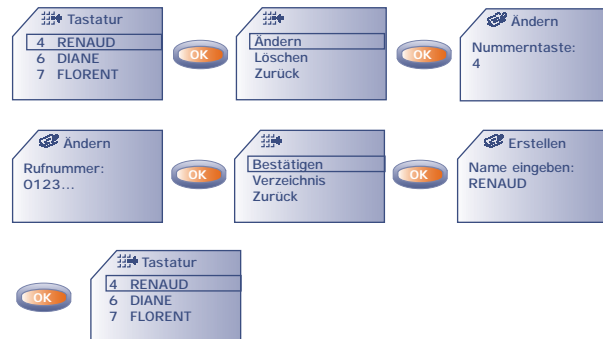 Tastatur
4 RENAUD
6 DIANE
7 FLORENT
OK
Ändern
Löschen
Zurück
OK
Ändern
Nummerntaste:
4
Ändern
Rufnummer:
0123...
OK
Bestätigen
Verzeichnis
Zurück
OK
Erstellen
Name eingeben:
RENAUD
OK
Tastatur
4 RENAUD
6 DIANE
7 FLORENT